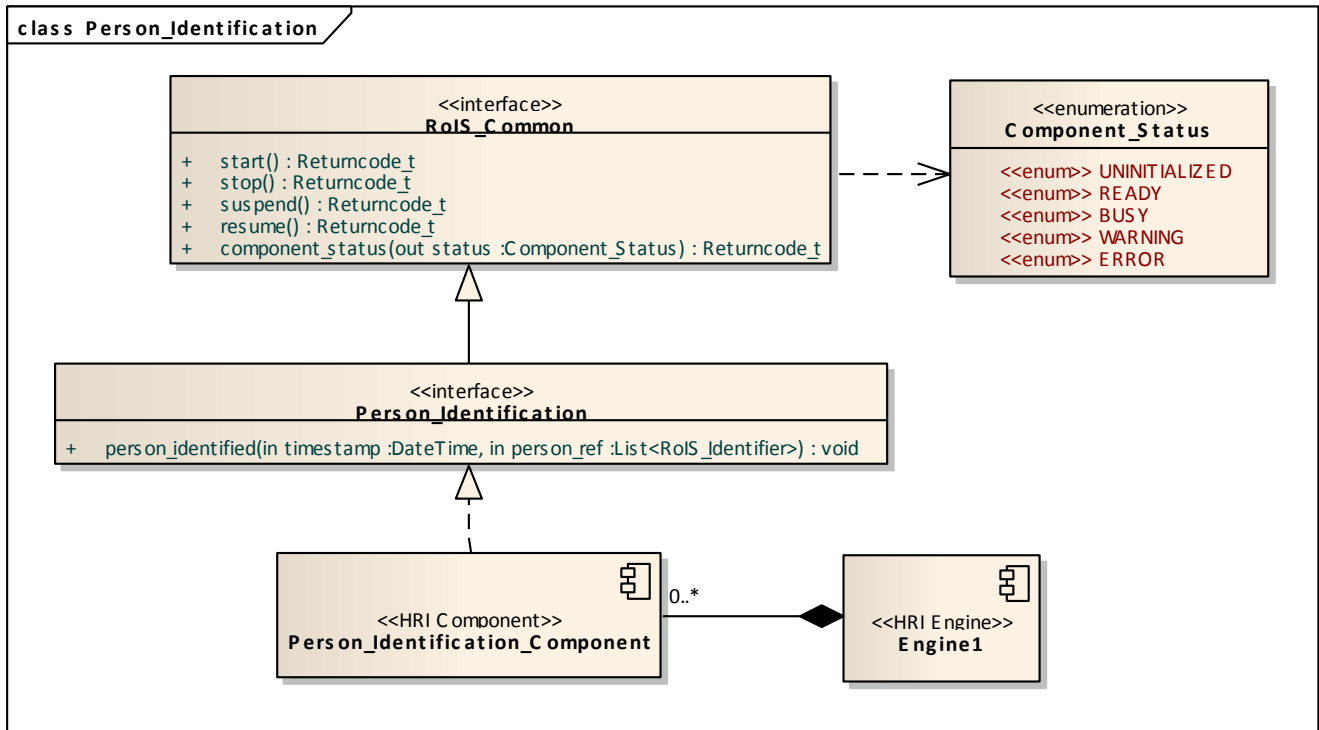 class Person_Identification
<<interface>>
RoIS_Common
+ start() : Returncode_t
+ stop() : Returncode_t
+ suspend() : Returncode_t
+ resume() : Returncode_t
+ component_status(out status :Component_Status) : Returncode_t
<<enumeration>>
Component_Status
<<enum>> UNINITIALIZED
<<enum>> READY
<<enum>> BUSY
<<enum>> WARNING
<<enum>> ERROR
<<interface>>
Person_Identification
+ person_identified(in timestamp :DateTime, in person_ref :List<RoIS_Identifier>) : void
<<HRI Component>>
Person_Identification_Component
0..*
<<HRI Engine>>
Engine1